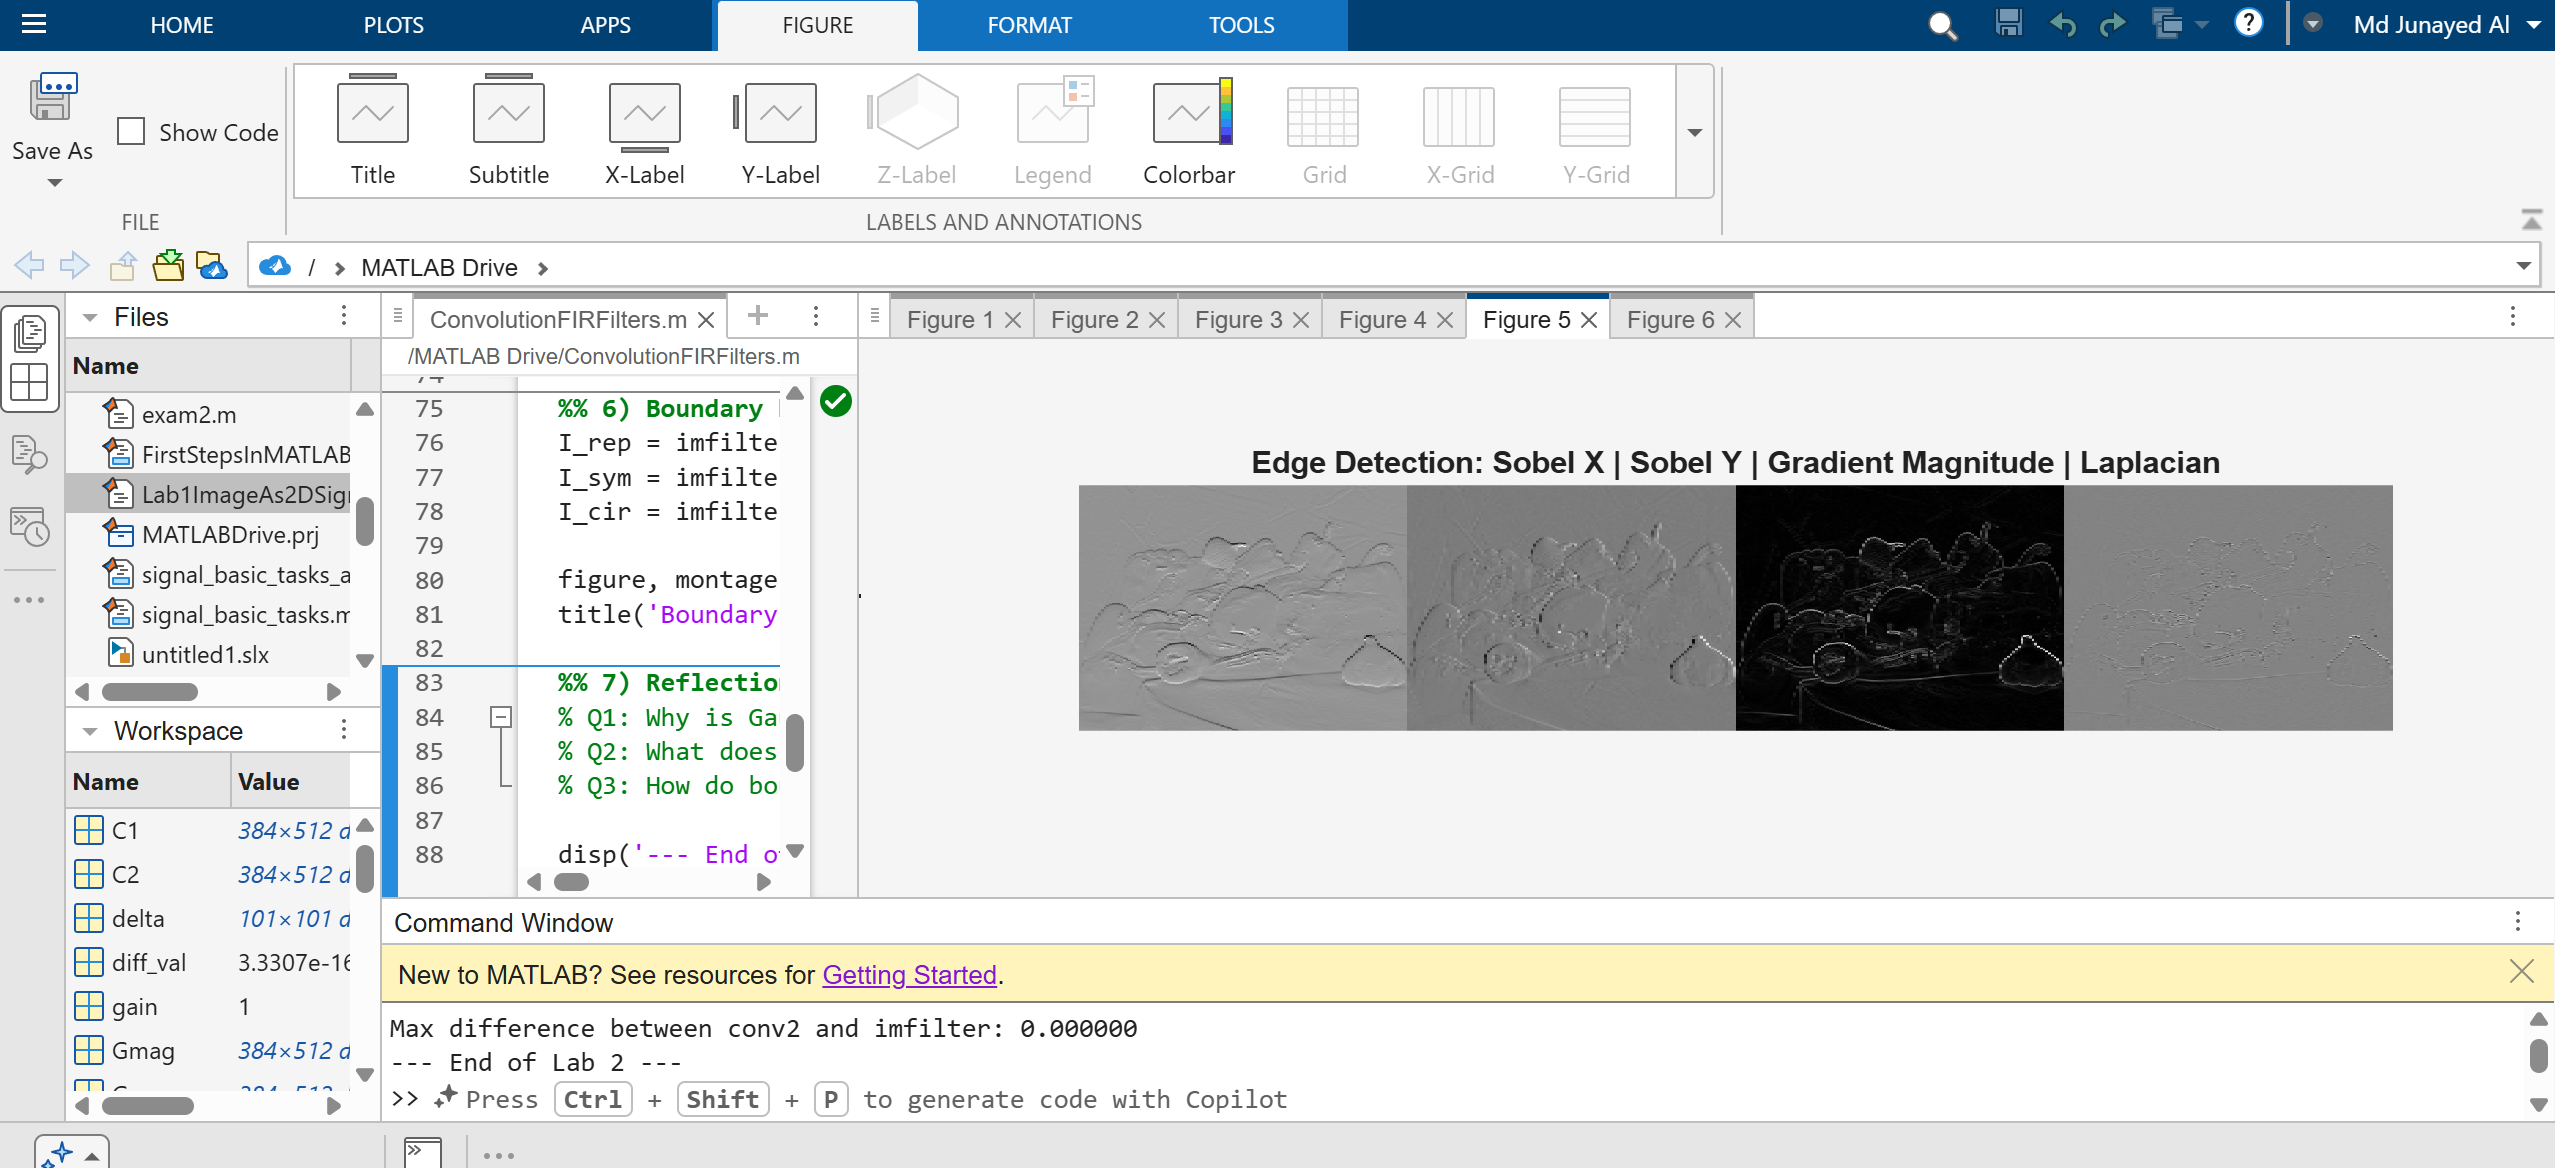 HOME PLOTS APPS FIGURE FORMAT TOOLS Md Junayed Al
Save As
Show Code
FILE
Title Subtitle X-Label Y-Label Z-Label Legend Colorbar Grid X-Grid Y-Grid
LABELS AND ANNOTATIONS
/ MATLAB Drive
Files
Name
exam2.m
FirstStepsInMATLAB
Lab1ImageAs2DSig
MATLABDrive.prj
signal_basic_tasks_a
signal_basic_tasks.m
untitled1.slx
Workspace
Name Value
C1 384×512 d
C2 384×512 d
delta 101×101 d
diff_val 3.3307e-16
gain 1
Gmag 384×512 d
ConvolutionFIRFilters.m
/MATLAB Drive/ConvolutionFIRFilters.m
74
75 %% 6) Boundary
76 I_rep = imfilte
77 I_sym = imfilte
78 I_cir = imfilte
79
80 figure, montage
81 title('Boundary
82
83 %% 7) Reflectio
84 % Q1: Why is Ga
85 % Q2: What does
86 % Q3: How do bo
87
88 disp('--- End o
Figure 1 Figure 2 Figure 3 Figure 4 Figure 5 Figure 6
Edge Detection: Sobel X | Sobel Y | Gradient Magnitude | Laplacian
Command Window
New to MATLAB? See resources for Getting Started.
Max difference between conv2 and imfilter: 0.000000
--- End of Lab 2 ---
>> Press Ctrl + Shift + P to generate code with Copilot